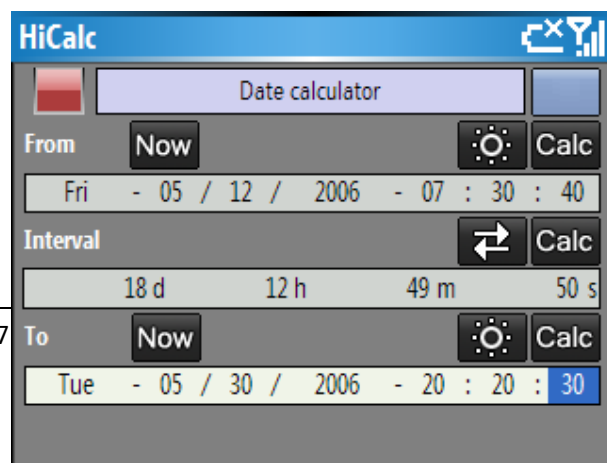 HiCalc
Date calculator
From Now Calc
Fri - 05 / 12 / 2006 - 07 : 30 : 40
Interval Calc
18 d 12 h 49 m 50 s
7 To Now Calc
Tue - 05 / 30 / 2006 - 20 : 20 : 30